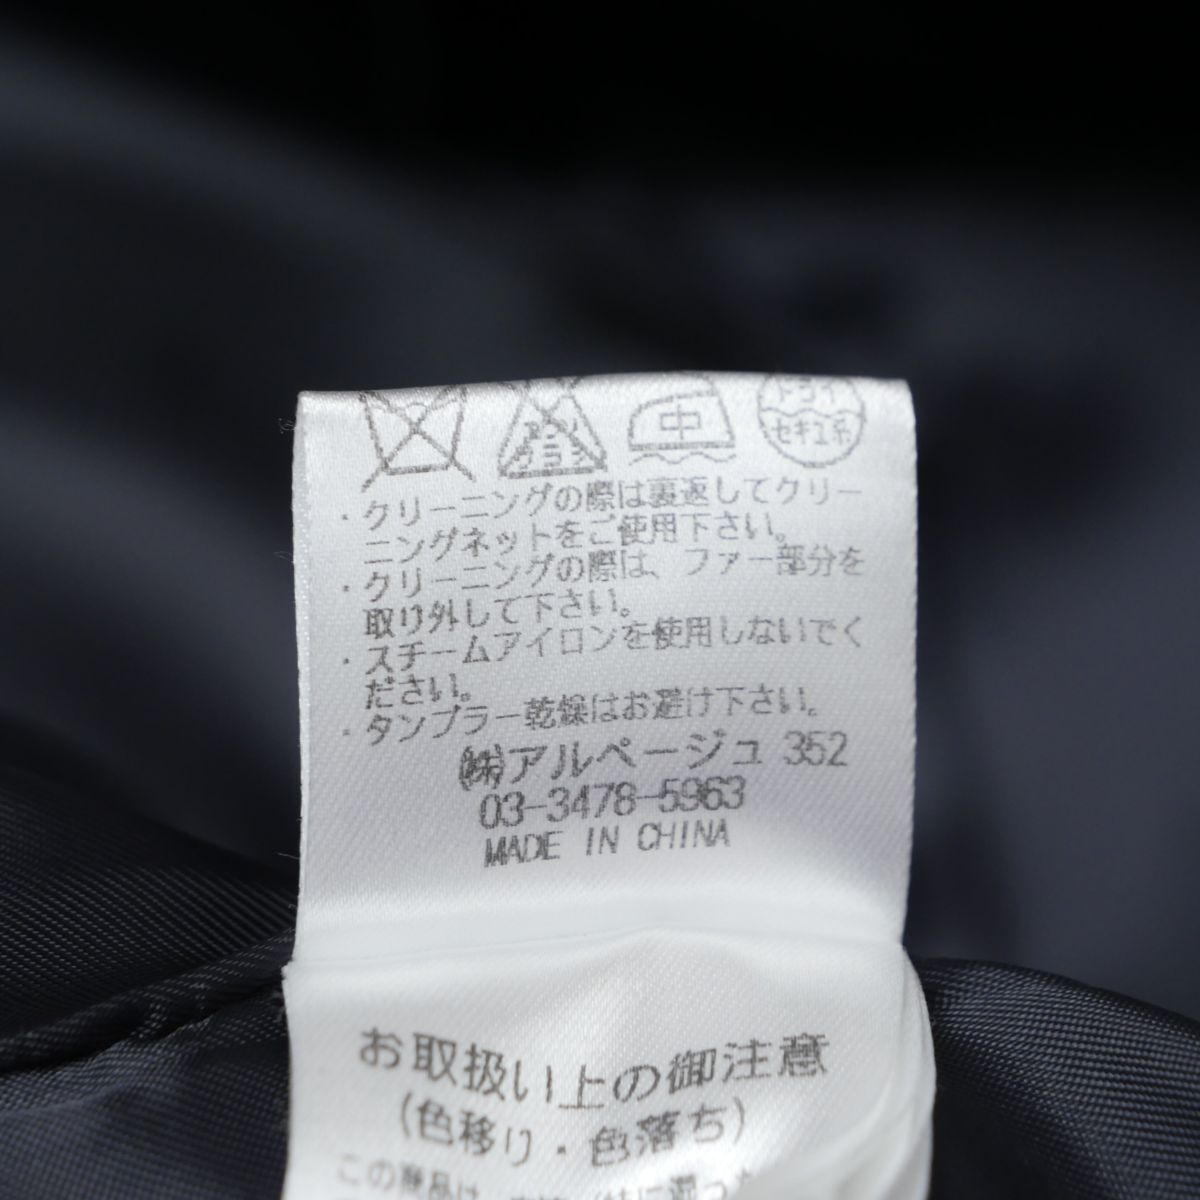 中 ドライ
セキユ系
・クリーニングの際は裏返してクリー
ニングネットをご使用下さい。
・クリーニングの際は、ファー部分を
取り外して下さい。
・スチームアイロンを使用しないでく
ださい。
・タンブラー乾燥はお避け下さい。
㈱アルページュ 352
03-3478-5963
MADE IN CHINA
お取扱い上の御注意
(色移り・色落ち)
この商品は